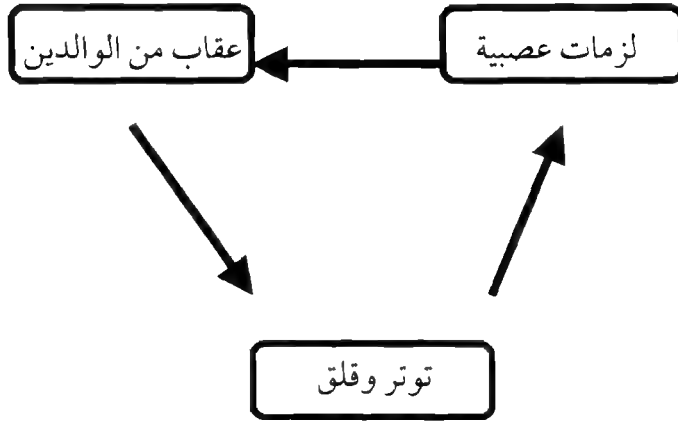 لزمات عصبية
عقاب من الوالدين
توتر وقلق